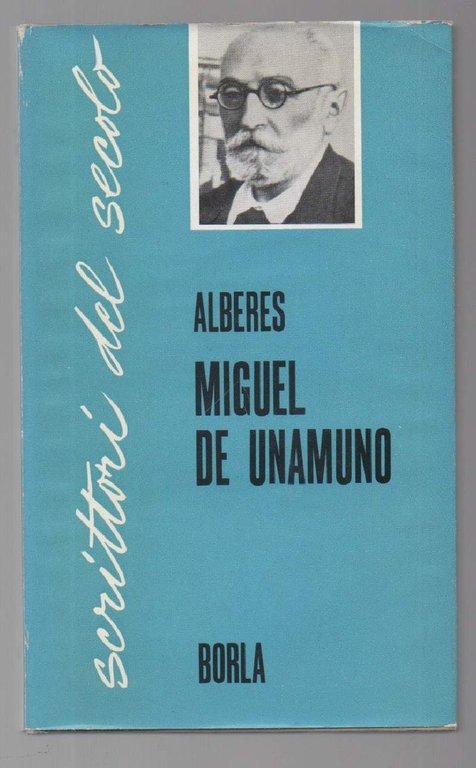 scrittori del secolo
ALBERES
MIGUEL
DE UNAMUNO
BORLA